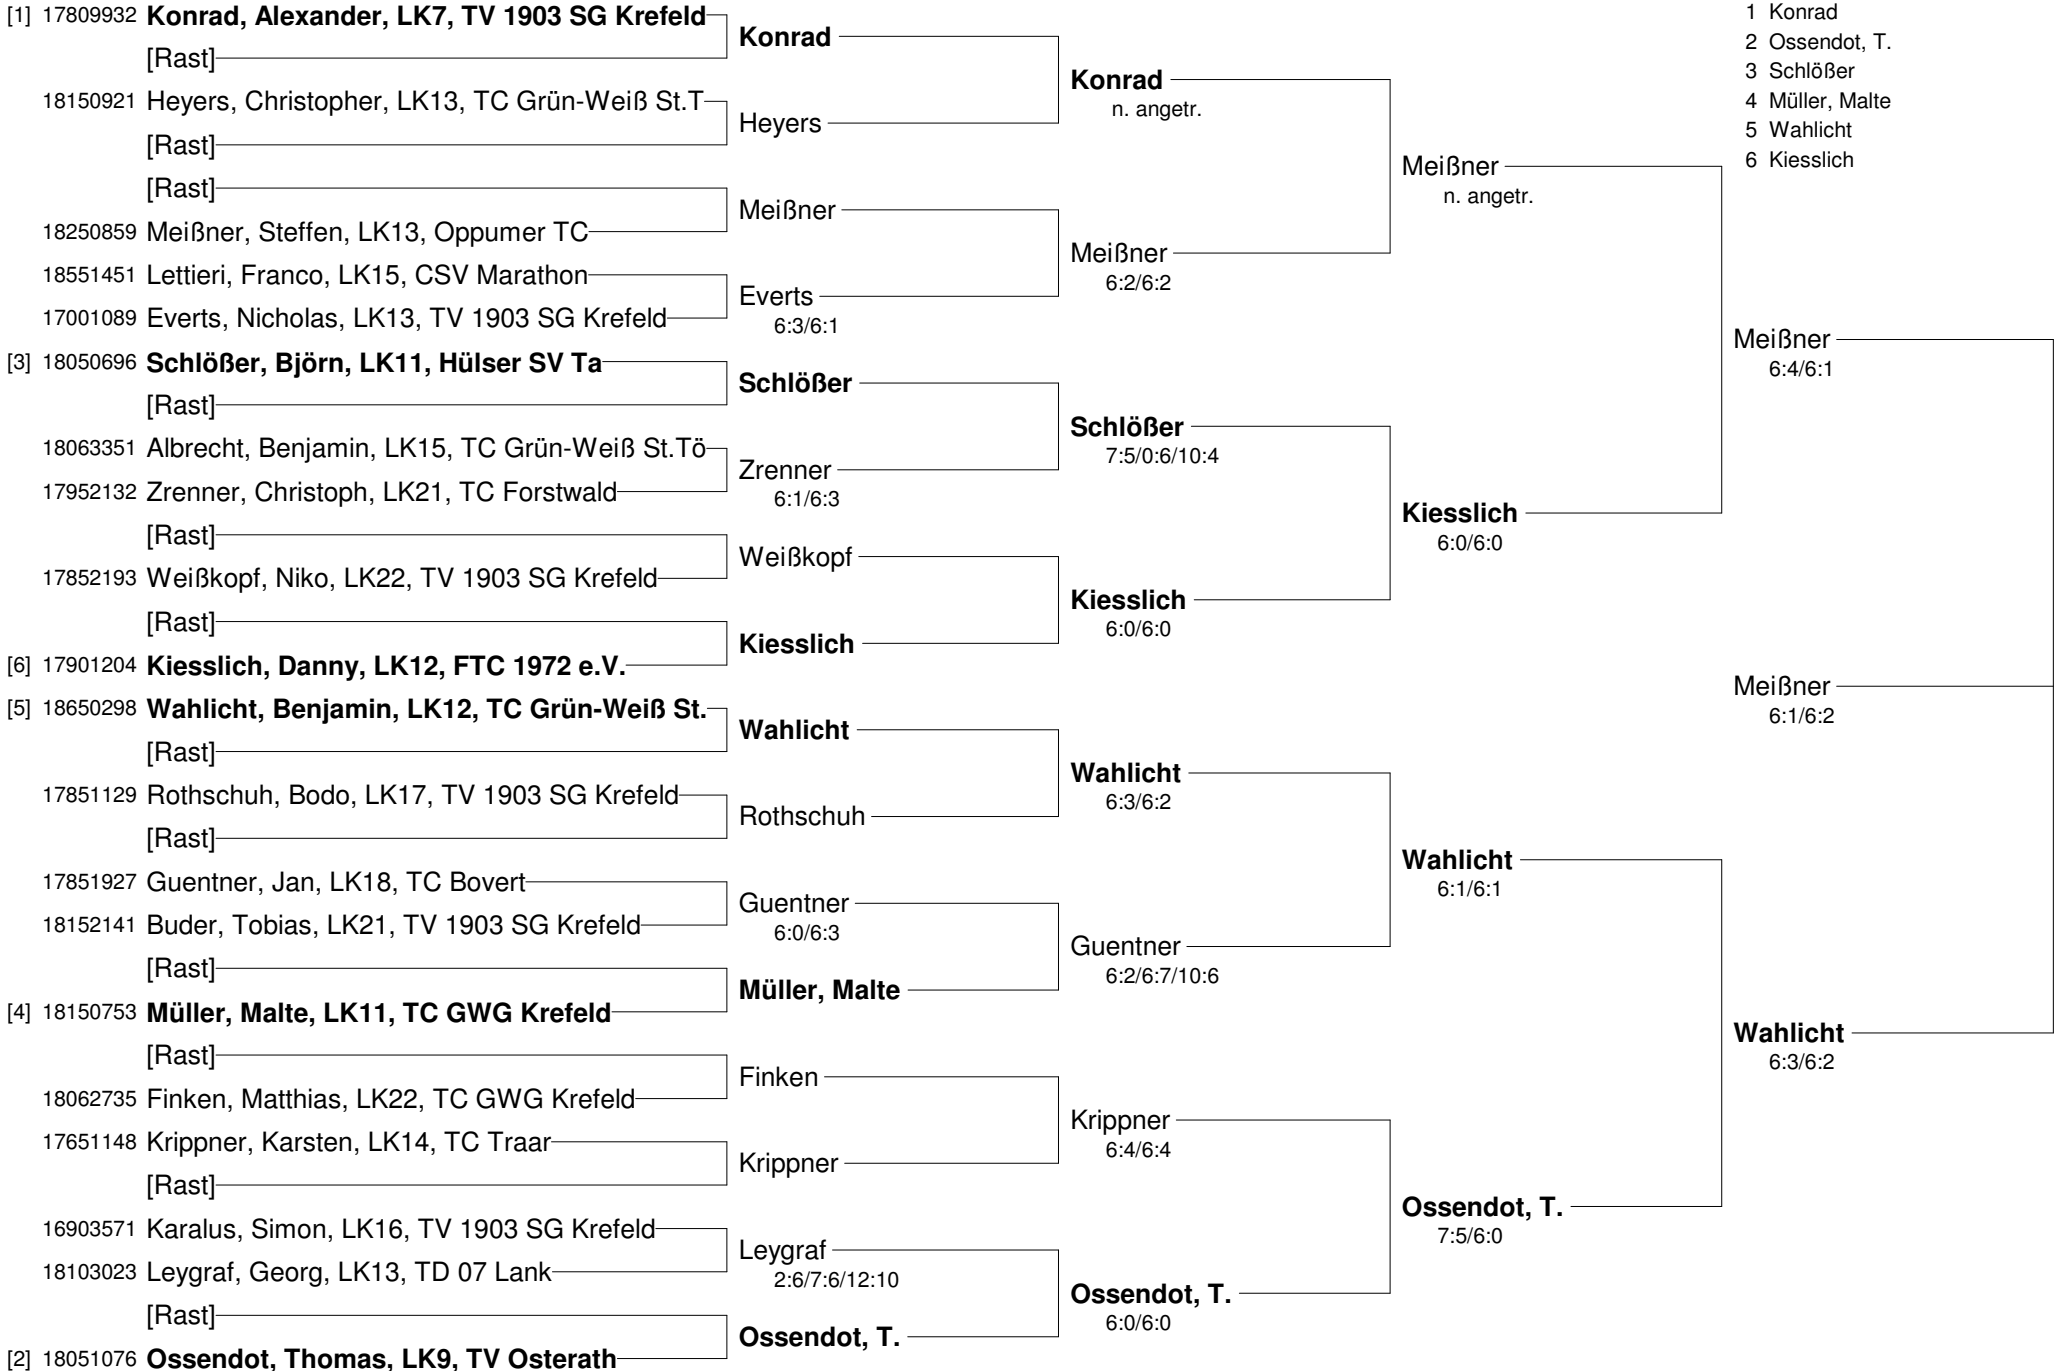 [1] 17809932 Konrad, Alexander, LK7, TV 1903 SG Krefeld
[Rast]
18150921 Heyers, Christopher, LK13, TC Grün-Weiß St.T
[Rast]
[Rast]
18250859 Meißner, Steffen, LK13, Oppumer TC
18551451 Lettieri, Franco, LK15, CSV Marathon
17001089 Everts, Nicholas, LK13, TV 1903 SG Krefeld
[3] 18050696 Schlößer, Björn, LK11, Hülser SV Ta
[Rast]
18063351 Albrecht, Benjamin, LK15, TC Grün-Weiß St.Tö
17952132 Zrenner, Christoph, LK21, TC Forstwald
[Rast]
17852193 Weißkopf, Niko, LK22, TV 1903 SG Krefeld
[Rast]
[6] 17901204 Kiesslich, Danny, LK12, FTC 1972 e.V.
[5] 18650298 Wahlicht, Benjamin, LK12, TC Grün-Weiß St.
[Rast]
17851129 Rothschuh, Bodo, LK17, TV 1903 SG Krefeld
[Rast]
17851927 Guentner, Jan, LK18, TC Bovert
18152141 Buder, Tobias, LK21, TV 1903 SG Krefeld
[Rast]
[4] 18150753 Müller, Malte, LK11, TC GWG Krefeld
[Rast]
18062735 Finken, Matthias, LK22, TC GWG Krefeld
17651148 Krippner, Karsten, LK14, TC Traar
[Rast]
16903571 Karalus, Simon, LK16, TV 1903 SG Krefeld
18103023 Leygraf, Georg, LK13, TD 07 Lank
[Rast]
[2] 18051076 Ossendot, Thomas, LK9, TV Osterath
Konrad
Heyers
Meißner
Everts
6:3/6:1
Schlößer
Zrenner
6:1/6:3
Weißkopf
Kiesslich
Wahlicht
Rothschuh
Guentner
6:0/6:3
Müller, Malte
Finken
Krippner
Leygraf
2:6/7:6/12:10
Ossendot, T.
Konrad
n. angetr.
Meißner
6:2/6:2
Schlößer
7:5/0:6/10:4
Kiesslich
6:0/6:0
Wahlicht
6:3/6:2
Guentner
6:2/6:7/10:6
Krippner
6:4/6:4
Ossendot, T.
6:0/6:0
Meißner
n. angetr.
Kiesslich
6:0/6:0
Wahlicht
6:1/6:1
Ossendot, T.
7:5/6:0
1 Konrad
2 Ossendot, T.
3 Schlößer
4 Müller, Malte
5 Wahlicht
6 Kiesslich
Meißner
6:4/6:1
Meißner
6:1/6:2
Wahlicht
6:3/6:2